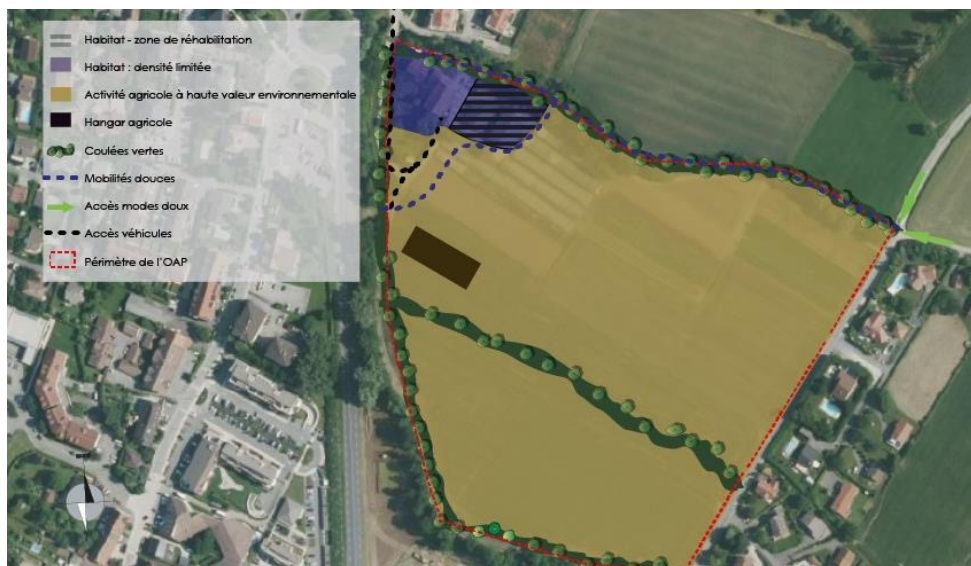 Habitat - zone de réhabilitation
Habitat : densité limitée
Activité agricole à haute valeur environnementale
Hangar agricole
Coulées vertes
Mobilités douces
Accès modes doux
Accès véhicules
Périmètre de l'OAP